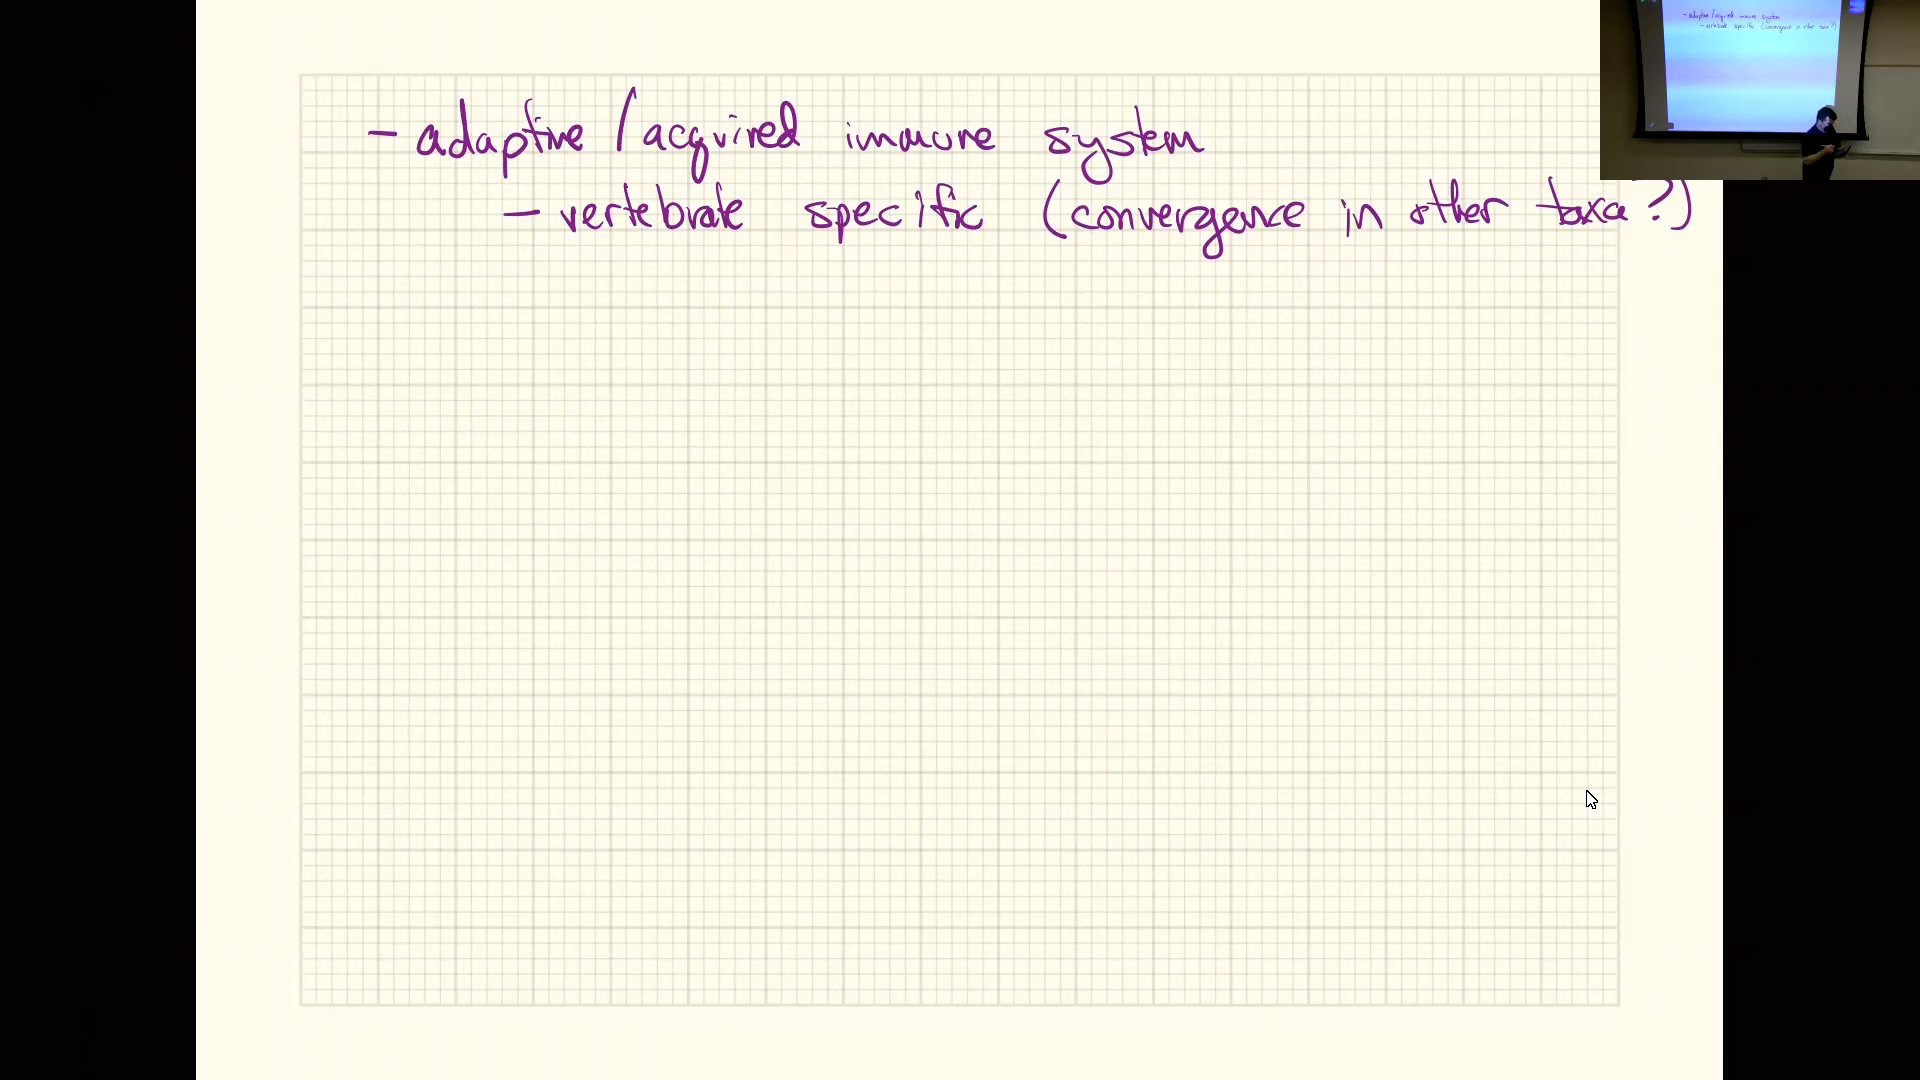 - adaptive / acquired immune system
- vertebrate specific (convergence in other taxa?)